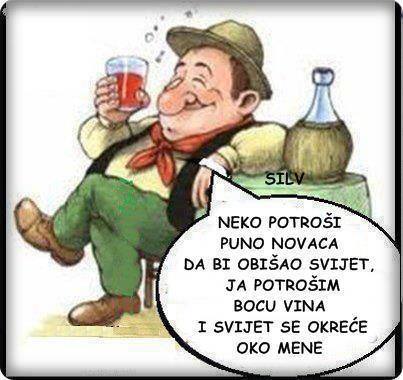 SILV
NEKO POTROŠI
PUNO NOVACA
DA BI OBIŠAO SVIJET,
JA POTROŠIM
BOCU VINA
I SVIJET SE OKREĆE
OKO MENE